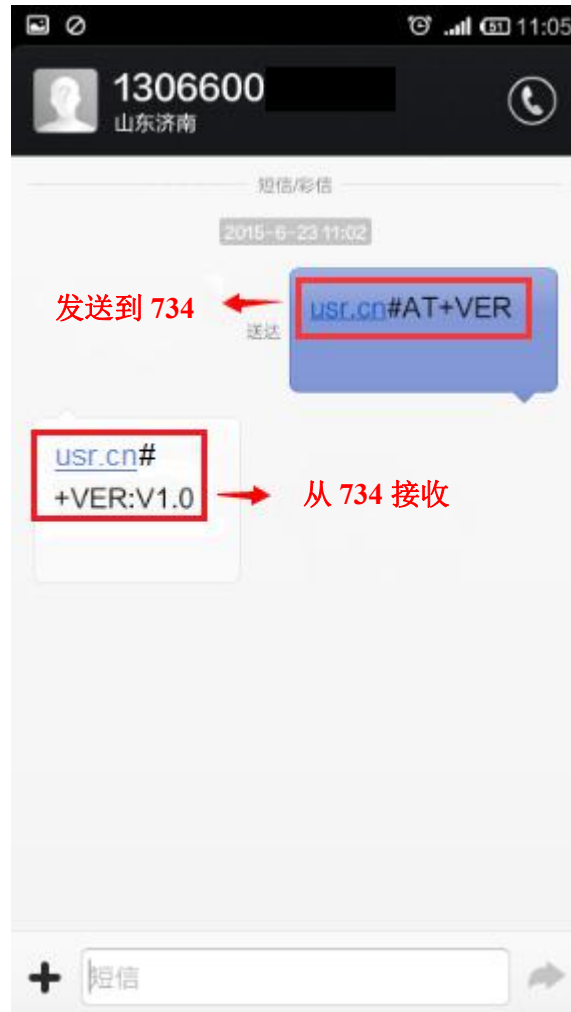 51 11:05
1306600
山东济南
短信/彩信
2015-6-23 11:02
发送到 734
usr.cn#AT+VER
送达
usr.cn#
+VER:V1.0
从 734 接收
短信